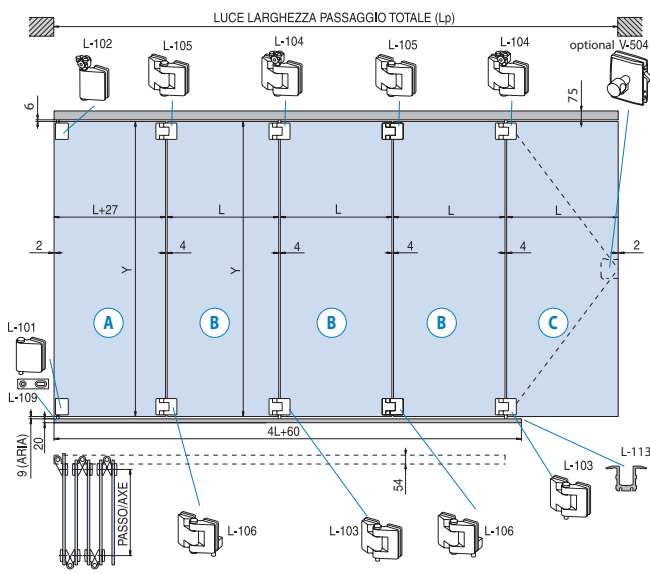 LUCE LARGHEZZA PASSAGGIO TOTALE (Lp)
L-102
L-105
L-104
L-105
L-104
optional V-504
6
75
L+27
L
L
L
L
2
4
4
4
4
2
Y
Y
A
B
B
B
C
L-101
L-109
9 (ARIA)
20
4L+60
L-113
54
PASSO/AXE
L-106
L-103
L-106
L-103